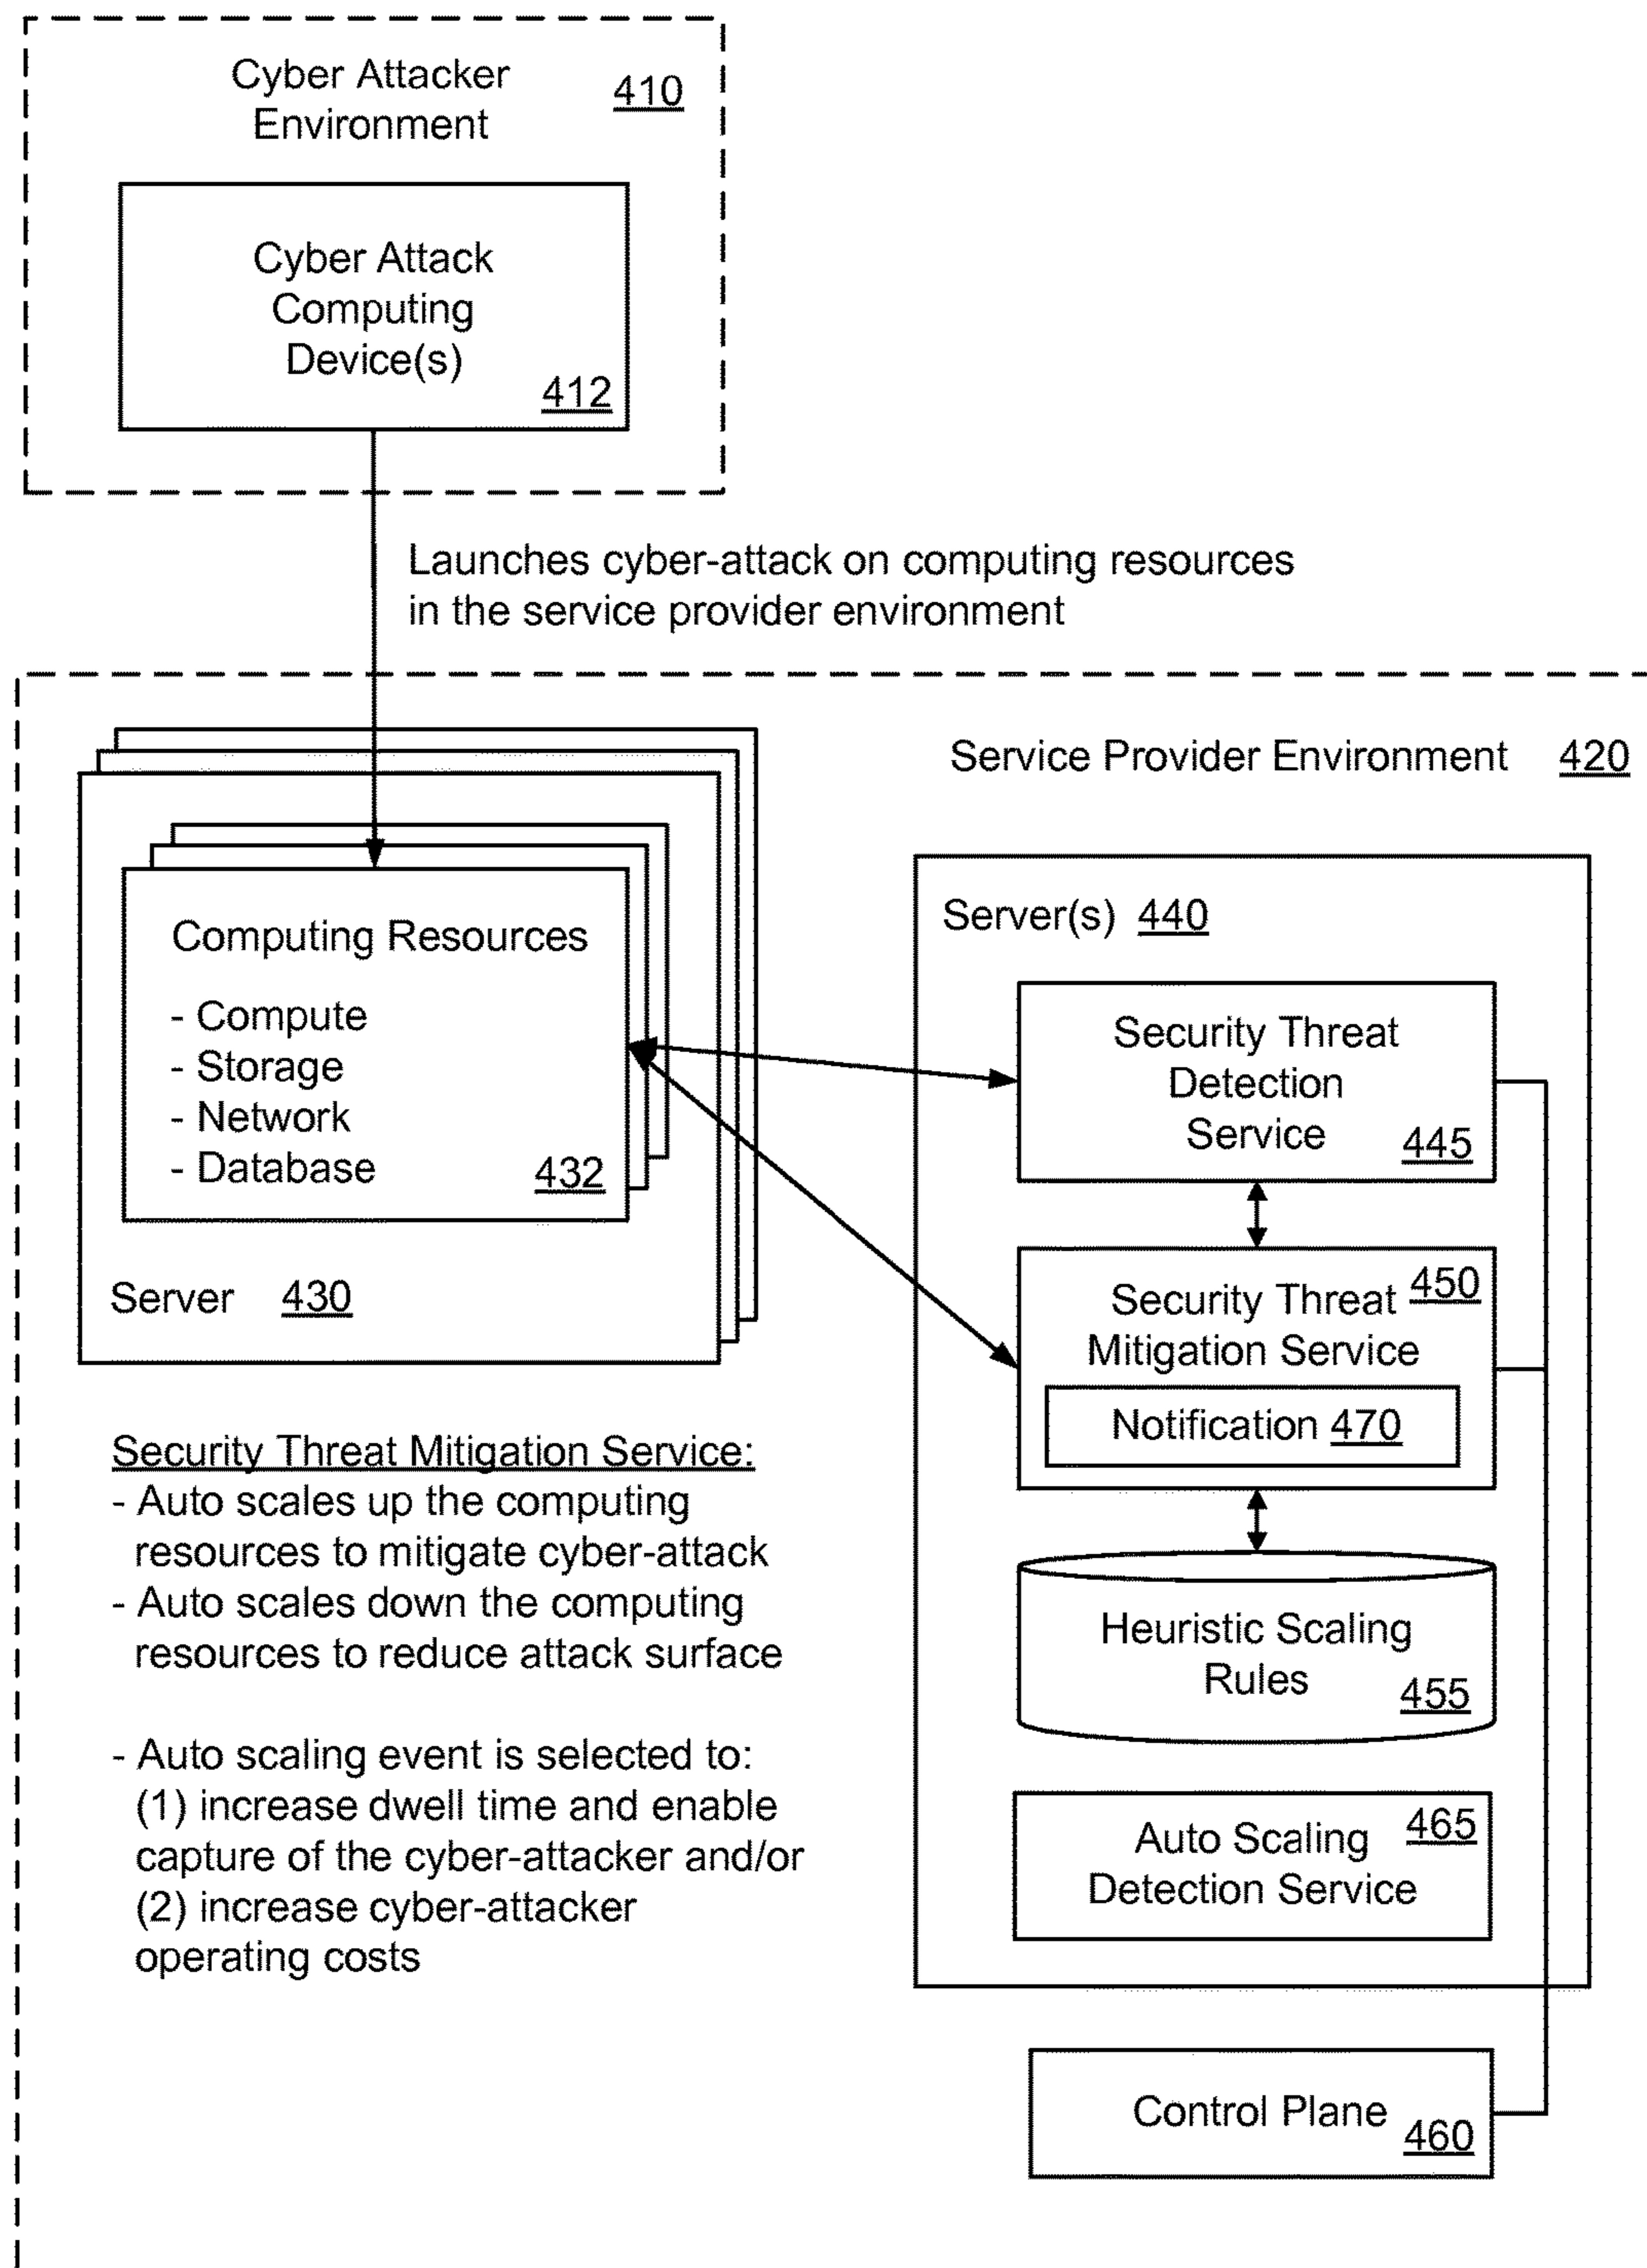 Cyber Attacker
Environment
410
Cyber Attack
Computing
Device(s)
412
Launches cyber-attack on computing resources
in the service provider environment
Service Provider Environment 420
Computing Resources
- Compute
- Storage
- Network
- Database
432
Server 430
Server(s) 440
Security Threat
Detection
Service
445
Security Threat
Mitigation Service
450
Notification 470
Heuristic Scaling
Rules
455
Auto Scaling
Detection Service
465
Control Plane
460
Security Threat Mitigation Service:
- Auto scales up the computing
resources to mitigate cyber-attack
- Auto scales down the computing
resources to reduce attack surface
- Auto scaling event is selected to:
(1) increase dwell time and enable
capture of the cyber-attacker and/or
(2) increase cyber-attacker
operating costs